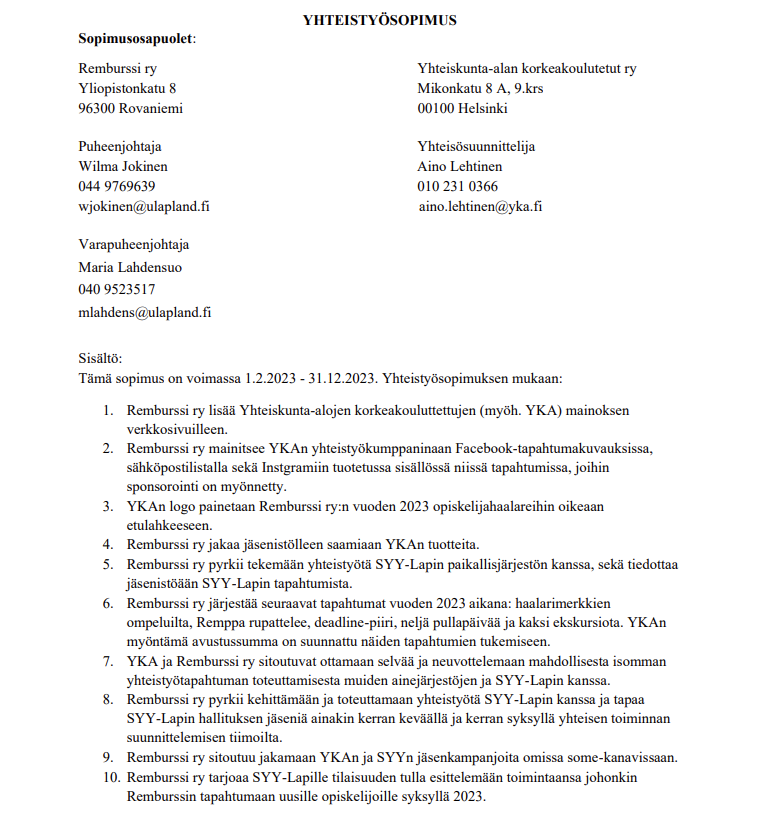 YHTEISTYÖSOPIMUS
Sopimusosapuolet:
Remburssi ry
Yliopistonkatu 8
96300 Rovaniemi
Yhteiskunta-alan korkeakoulutetut ry
Mikonkatu 8 A, 9.krs
00100 Helsinki
Puheenjohtaja
Wilma Jokinen
044 9769639
wjokinen@ulapland.fi
Yhteisösuunnittelija
Aino Lehtinen
010 231 0366
aino.lehtinen@yka.fi
Varapuheenjohtaja
Maria Lahdensuo
040 9523517
mlahdens@ulapland.fi
Sisältö:
Tämä sopimus on voimassa 1.2.2023 - 31.12.2023. Yhteistyösopimuksen mukaan:
1. Remburssi ry lisää Yhteiskunta-alojen korkeakouluttettujen (myöh. YKA) mainoksen
verkkosivuilleen.
2. Remburssi ry mainitsee YKAn yhteistyökumppaninaan Facebook-tapahtumakuvauksissa,
sähköpostilistalla sekä Instgramiin tuotetussa sisällössä niissä tapahtumissa, joihin
sponsorointi on myönnetty.
3. YKAn logo painetaan Remburssi ry:n vuoden 2023 opiskelijahaalareihin oikeaan
etulahkeeseen.
4. Remburssi ry jakaa jäsenistölleen saamiaan YKAn tuotteita.
5. Remburssi ry pyrkii tekemään yhteistyötä SYY-Lapin paikallisjärjestön kanssa, sekä tiedottaa
jäsenistöään SYY-Lapin tapahtumista.
6. Remburssi ry järjestää seuraavat tapahtumat vuoden 2023 aikana: haalarimerkkien
ompeluilta, Remppa rupattelee, deadline-piiri, neljä pullapäivää ja kaksi ekskursiota. YKAn
myöntämä avustussumma on suunnattu näiden tapahtumien tukemiseen.
7. YKA ja Remburssi ry sitoutuvat ottamaan selvää ja neuvottelemaan mahdollisesta isomman
yhteistyötapahtuman toteuttamisesta muiden ainejärjestöjen ja SYY-Lapin kanssa.
8. Remburssi ry pyrkii kehittämään ja toteuttamaan yhteistyötä SYY-Lapin kanssa ja tapaa
SYY-Lapin hallituksen jäseniä ainakin kerran keväällä ja kerran syksyllä yhteisen toiminnan
suunnittelemisen tiimoilta.
9. Remburssi ry sitoutuu jakamaan YKAn ja SYYn jäsenkampanjoita omissa some-kanavissaan.
10. Remburssi ry tarjoaa SYY-Lapille tilaisuuden tulla esittelemään toimintaansa johonkin
Remburssin tapahtumaan uusille opiskelijoille syksyllä 2023.